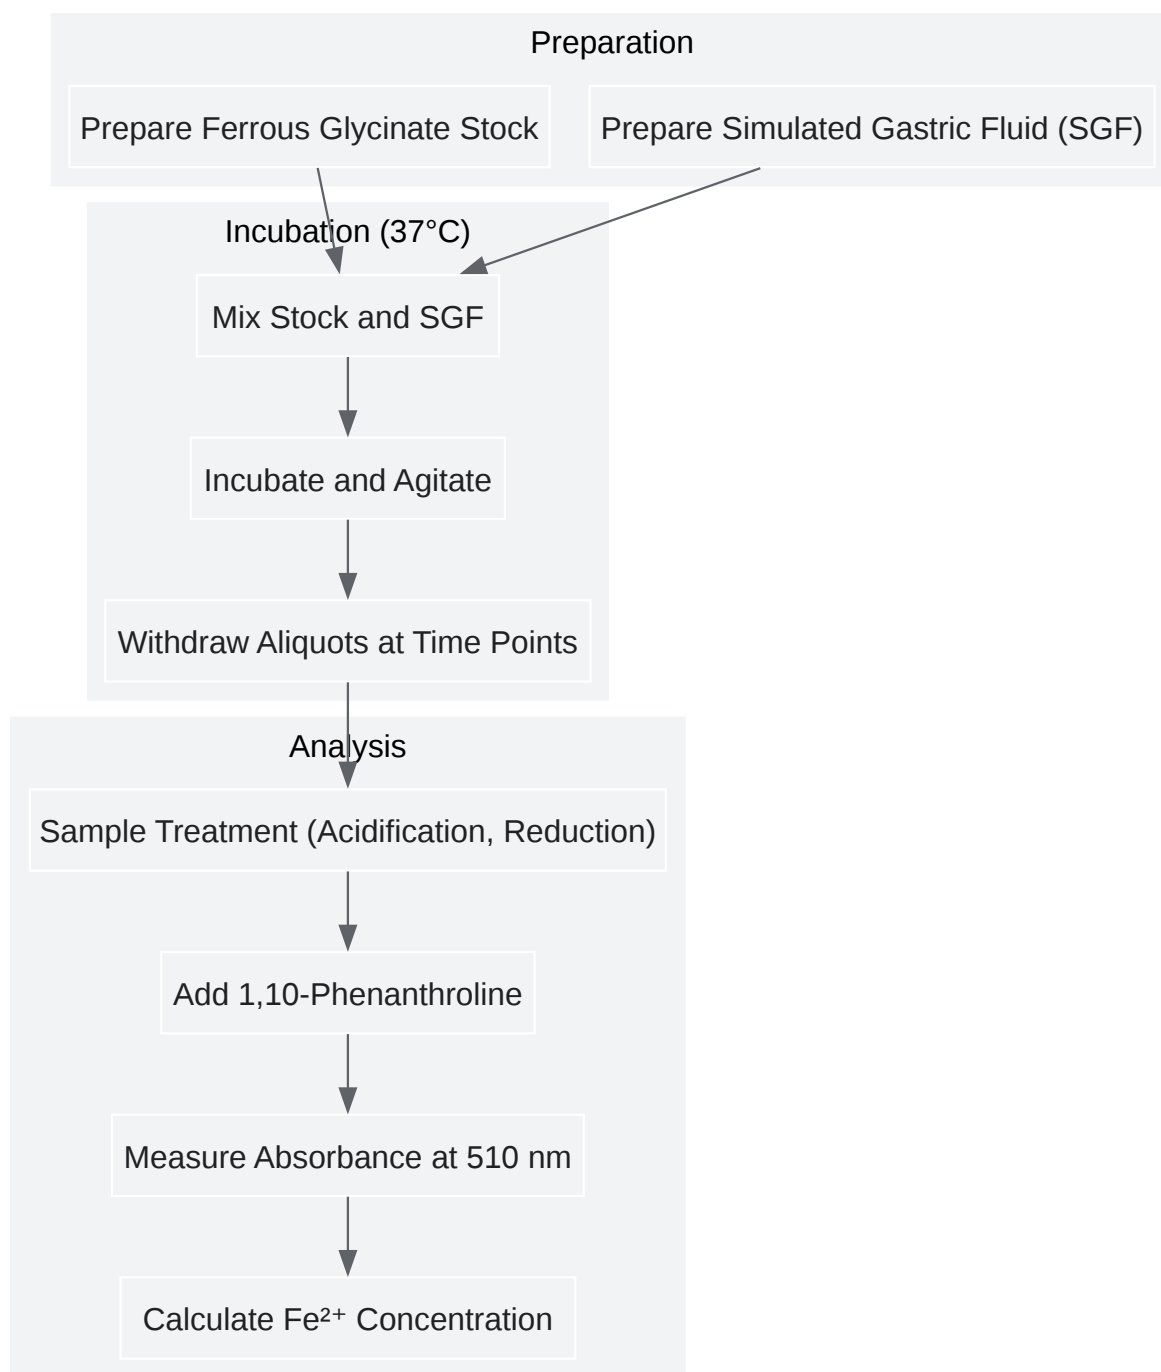 Preparation
Prepare Ferrous Glycinate Stock
Prepare Simulated Gastric Fluid (SGF)
Incubation (37°C)
Mix Stock and SGF
Incubate and Agitate
Withdraw Aliquots at Time Points
Analysis
Sample Treatment (Acidification, Reduction)
Add 1,10-Phenanthroline
Measure Absorbance at 510 nm
Calculate Fe²⁺ Concentration